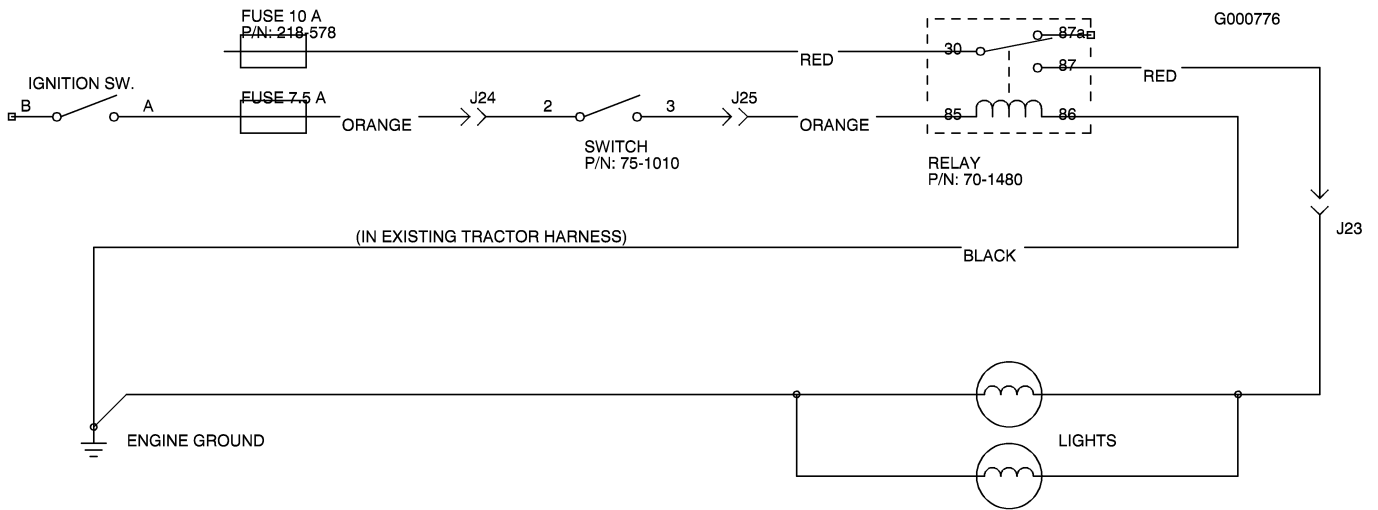 FUSE 10 A
P/N: 218-578
G000776
87a
30
RED
87
RED
IGNITION SW.
B
A
FUSE 7.5 A
ORANGE
J24
2
3
J25
ORANGE
85
86
SWITCH
P/N: 75-1010
RELAY
P/N: 70-1480
J23
(IN EXISTING TRACTOR HARNESS)
BLACK
ENGINE GROUND
LIGHTS